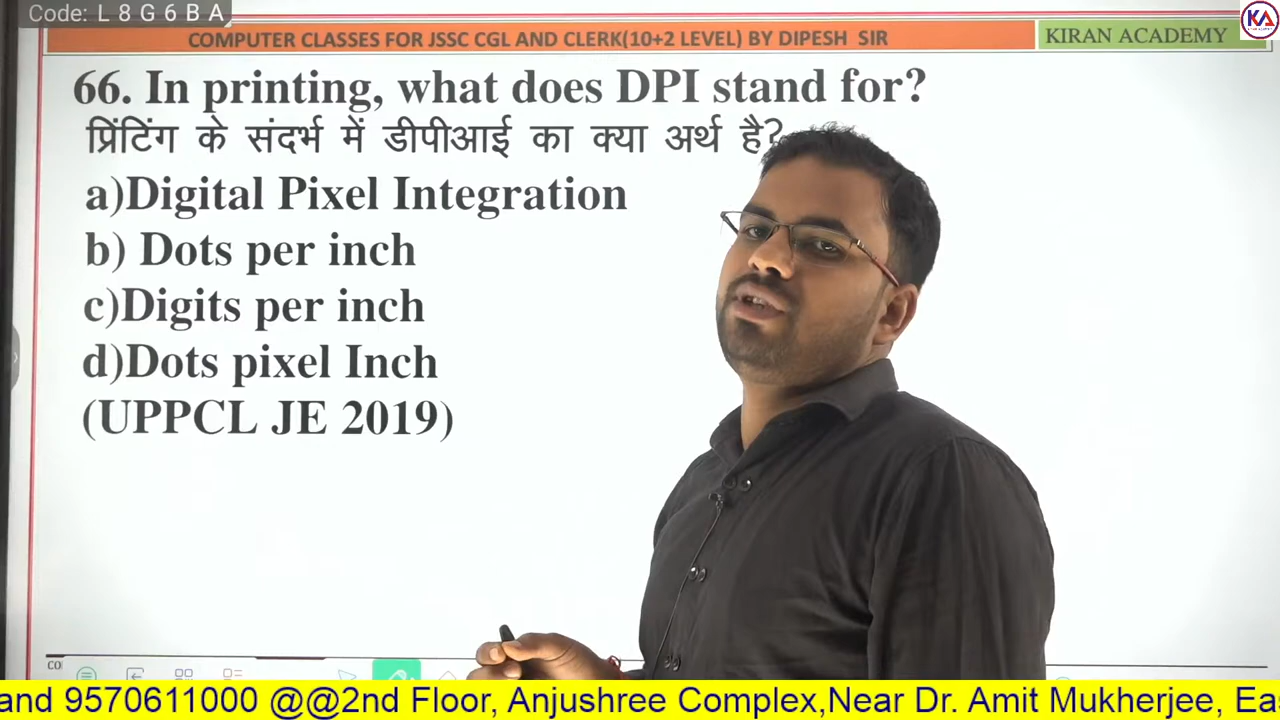 Code: L 8 G 6 B A
COMPUTER CLASSES FOR JSSC CGL AND CLERK(10+2 LEVEL) BY DIPESH SIR
KIRAN ACADEMY
KA
66. In printing, what does DPI stand for?
प्रिंटिंग के संदर्भ में डीपीआई का क्या अर्थ है?
a)Digital Pixel Integration
b) Dots per inch
c)Digits per inch
d)Dots pixel Inch
(UPPCL JE 2019)
CO
and 9570611000 @@2nd Floor, Anjushree Complex,Near Dr. Amit Mukherjee, Eas